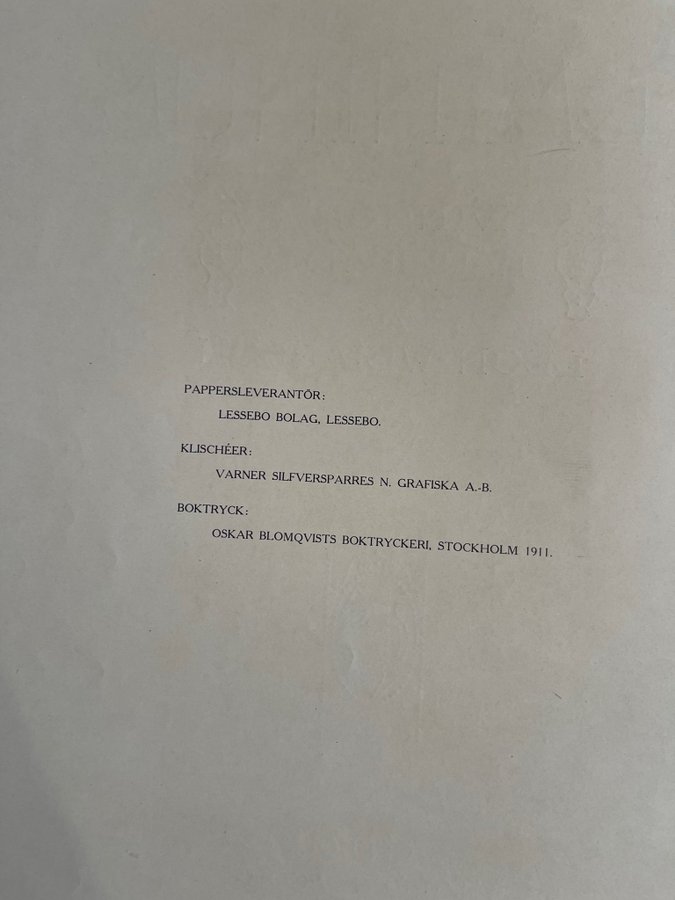 PAPPERSLEVERANTÖR:
LESSEBO BOLAG, LESSEBO.
KLISCHÉER:
VARNER SILFVERSPARRES N. GRAFISKA A.-B.
BOKTRYCK:
OSKAR BLOMQVISTS BOKTRYCKERI, STOCKHOLM 1911.